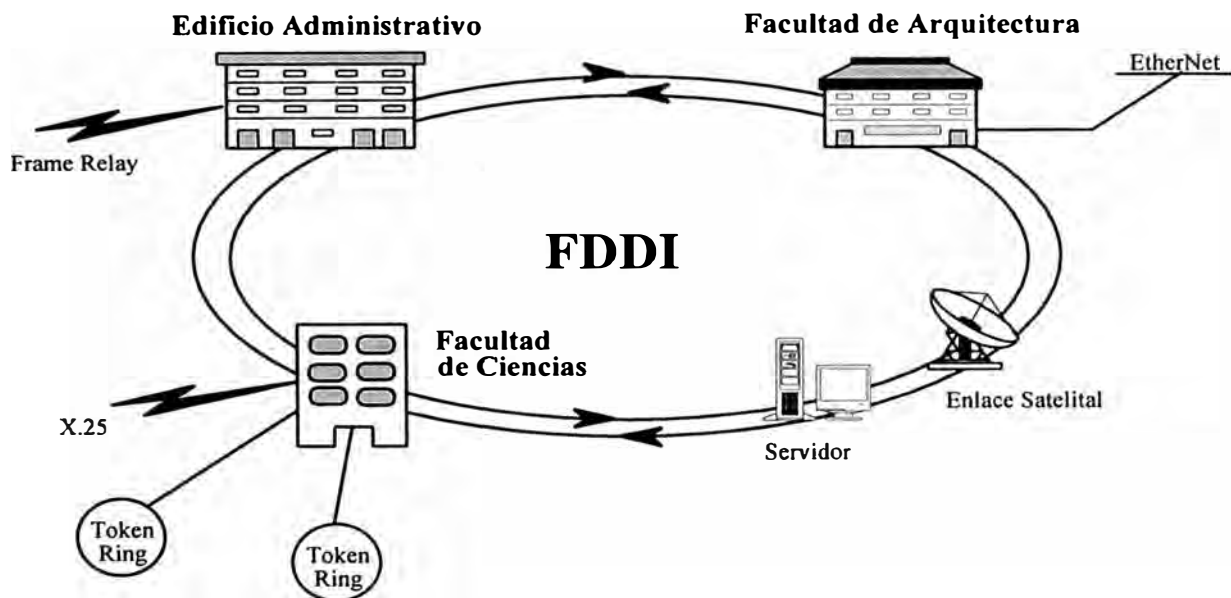 Edificio Administrativo
Facultad de Arquitectura
EtherNet
Frame Relay
FDDI
Facultad
de Ciencias
X.25
Servidor
Enlace Satelital
Token
Ring
Token
Ring